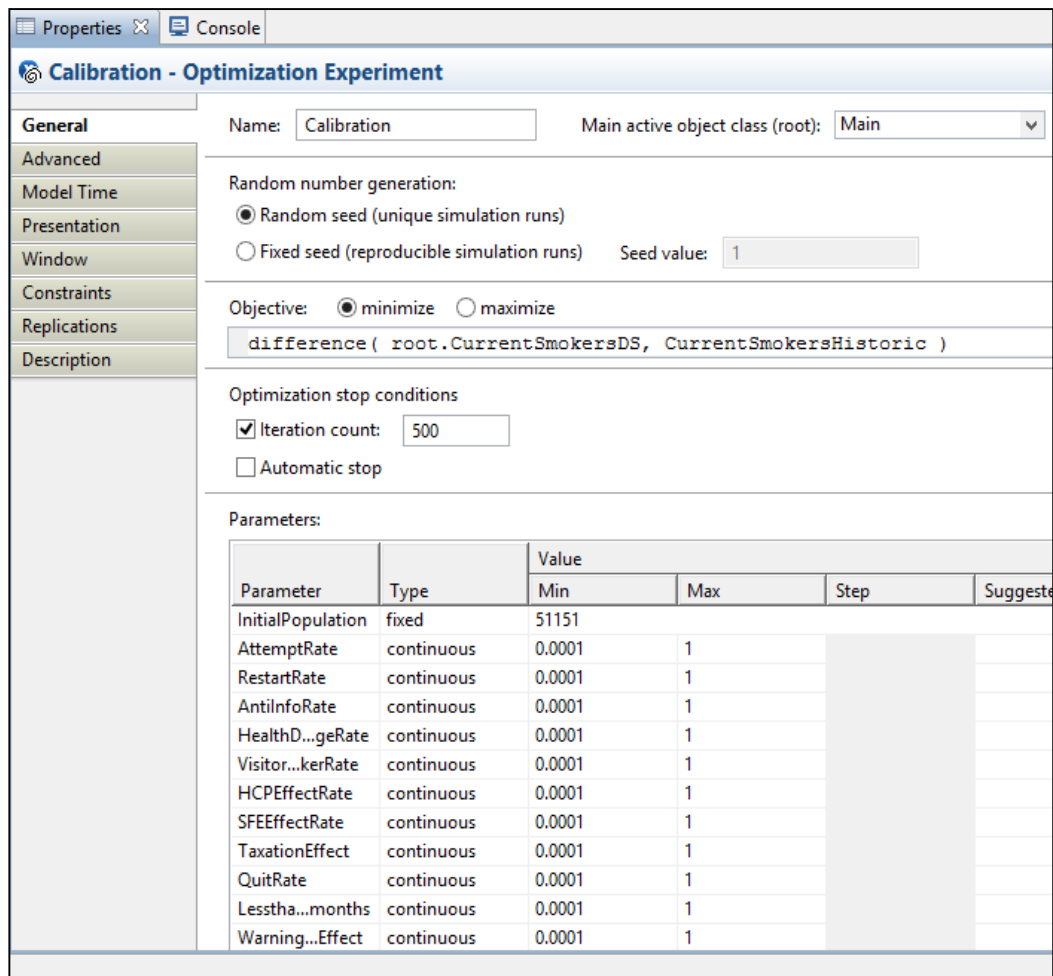 Properties Console
Calibration - Optimization Experiment
General
Advanced
Model Time
Presentation
Window
Constraints
Replications
Description
Name: Calibration Main active object class (root): Main
Random number generation:
Random seed (unique simulation runs)
Fixed seed (reproducible simulation runs) Seed value: 1
Objective: minimize maximize
difference( root.CurrentSmokersDS, CurrentSmokersHistoric )
Optimization stop conditions
Iteration count: 500
Automatic stop
Parameters:
Value
Parameter Type Min Max Step Suggeste
InitialPopulation fixed 51151
AttemptRate continuous 0.0001 1
RestartRate continuous 0.0001 1
AntiInfoRate continuous 0.0001 1
HealthD...geRate continuous 0.0001 1
Visitor...kerRate continuous 0.0001 1
HCPEffectRate continuous 0.0001 1
SFEEffectRate continuous 0.0001 1
TaxationEffect continuous 0.0001 1
QuitRate continuous 0.0001 1
Lesstha...months continuous 0.0001 1
Warning...Effect continuous 0.0001 1